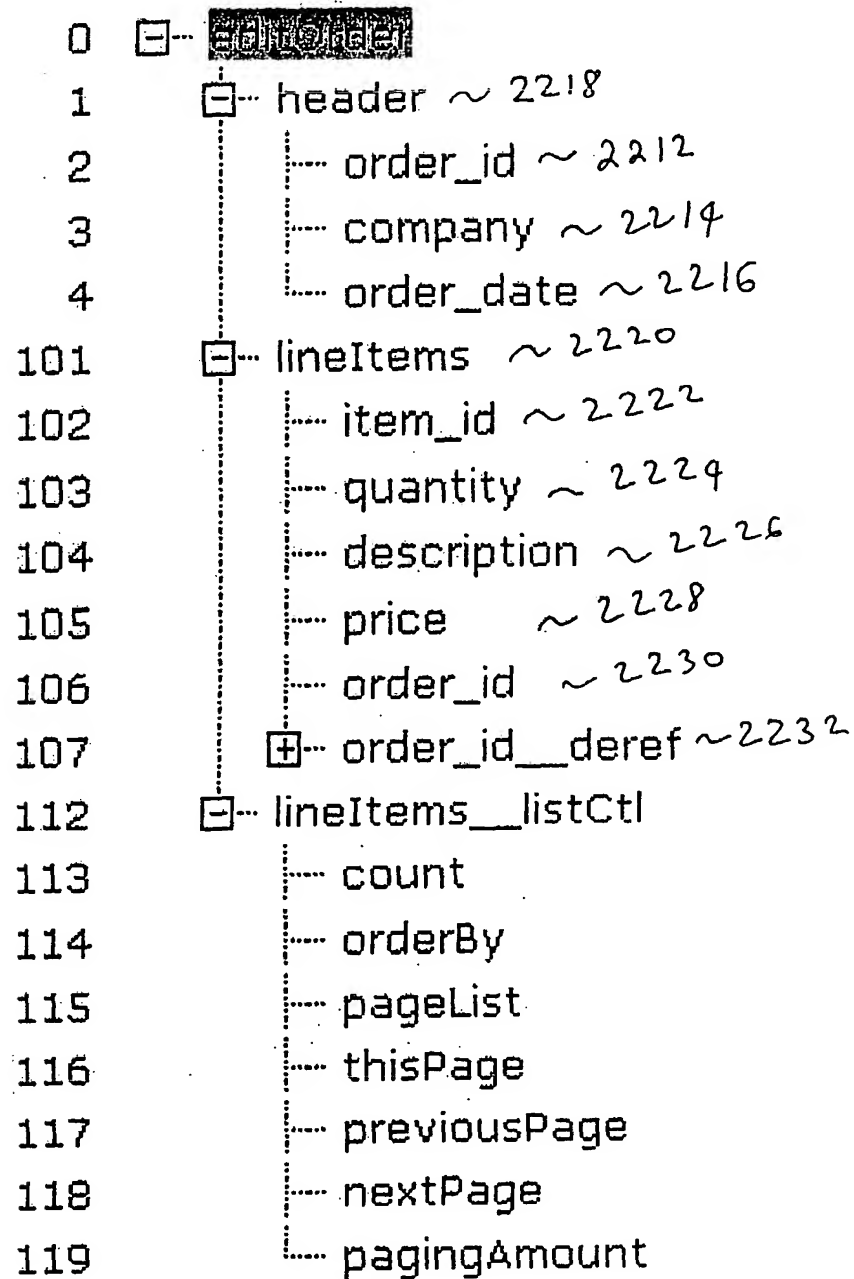 0 editOrder
1 header ~ 2218
2 order_id ~ 2212
3 company ~ 2214
4 order_date ~ 2216
101 lineItems ~ 2220
102 item_id ~ 2222
103 quantity ~ 2224
104 description ~ 2226
105 price ~ 2228
106 order_id ~ 2230
107 order_id__deref ~2232
112 lineItems__listCtl
113 count
114 orderBy
115 pageList
116 thisPage
117 previousPage
118 nextPage
119 pagingAmount